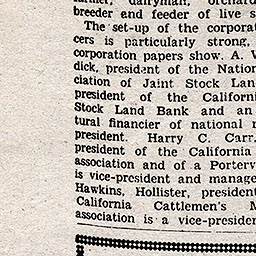 farmer, dairyman, orchard
breeder and feeder of live s
The set-up of the corporat
cers is particularly strong,
corporation papers show. A. W
dick, president of the Nation
ciation of Jaint Stock Lan
president of the Californi
Stock Land Bank and an
tural financier of national r
president. Harry C. Carr
president of the California
association and of a Porterv
is vice-president and manage
Hawkins, Hollister, president
California Cattlemen's M
association is a vice-presiden